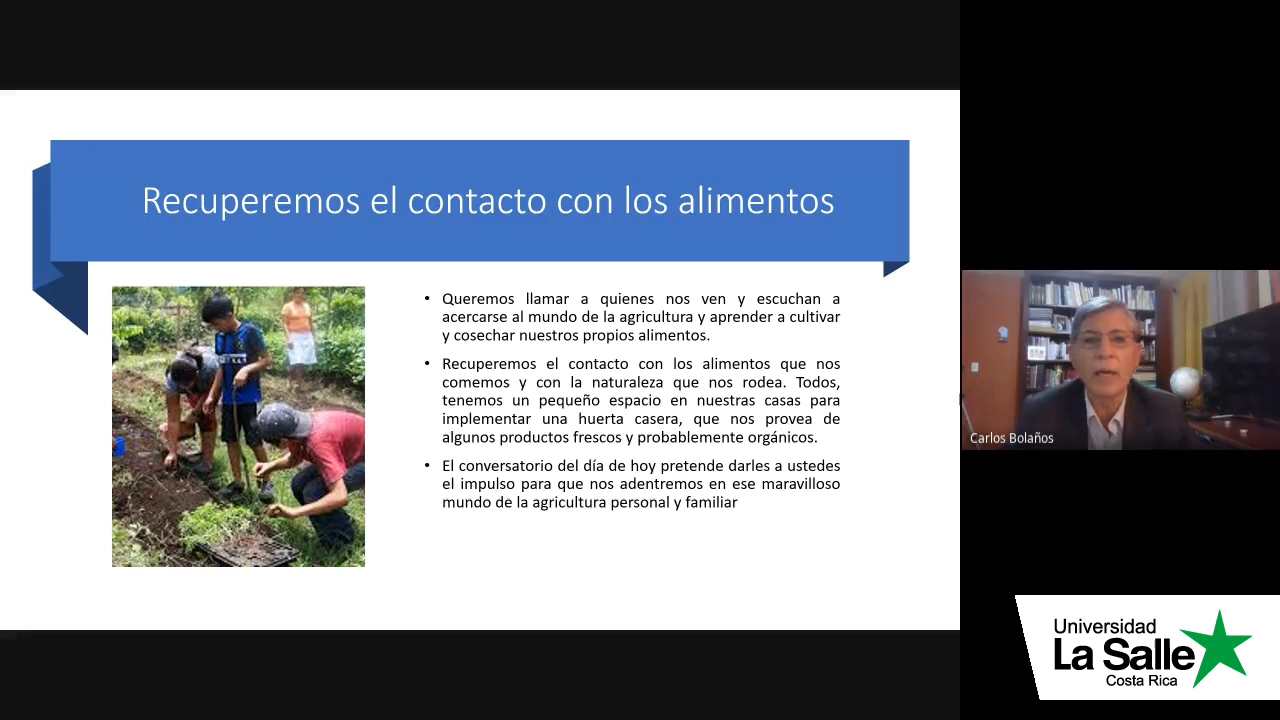 Recuperemos el contacto con los alimentos
• Queremos llamar a quienes nos ven y escuchan a
acercarse al mundo de la agricultura y aprender a cultivar
y cosechar nuestros propios alimentos.
• Recuperemos el contacto con los alimentos que nos
comemos y con la naturaleza que nos rodea. Todos,
tenemos un pequeño espacio en nuestras casas para
implementar una huerta casera, que nos provea de
algunos productos frescos y probablemente orgánicos.
• El conversatorio del día de hoy pretende darles a ustedes
el impulso para que nos adentremos en ese maravilloso
mundo de la agricultura personal y familiar
Carlos Bolaños
Universidad
La Salle
Costa Rica